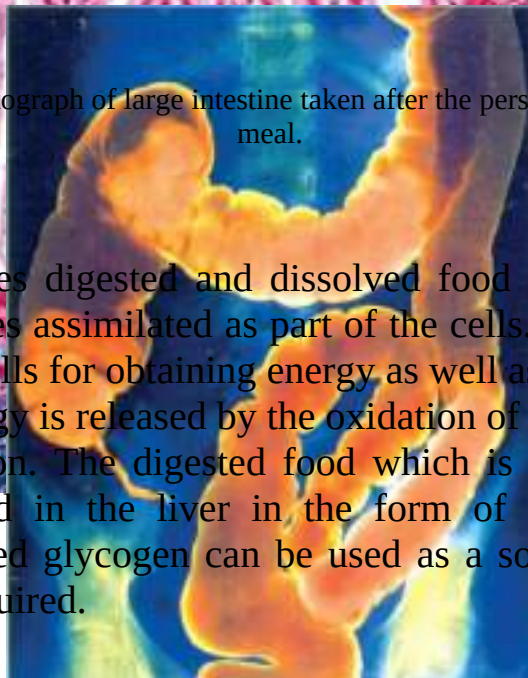 ograph of large intestine taken after the pers
meal.
es digested and dissolved food
es assimilated as part of the cells.
lls for obtaining energy as well as
gy is released by the oxidation of
on. The digested food which is
d in the liver in the form of
ed glycogen can be used as a so
uired.